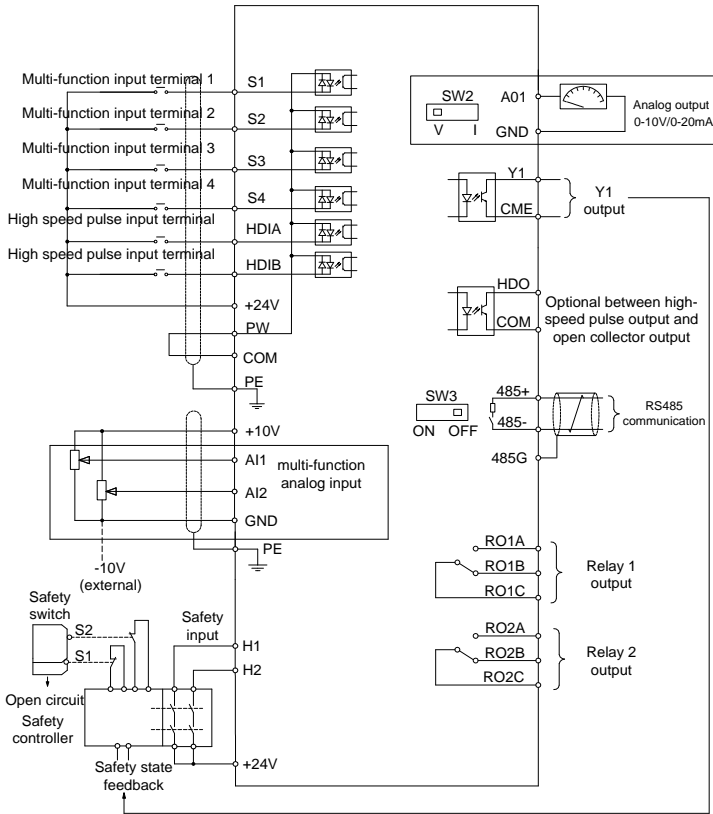 Multi-function input terminal 1
S1
Multi-function input terminal 2
S2
Multi-function input terminal 3
S3
Multi-function input terminal 4
S4
High speed pulse input terminal
HDIA
High speed pulse input terminal
HDIB
+24V
PW
COM
PE
+10V
AI1
multi-function
analog input
AI2
GND
PE
-10V
(external)
Safety
switch
S2
S1
Open circuit
Safety
controller
Safety
input
H1
H2
+24V
Safety state
feedback
SW2
V I
A01
GND
Analog output
0-10V/0-20mA
Y1
CME
Y1
output
HDO
COM
Optional between high-
speed pulse output and
open collector output
SW3
ON OFF
485+
485-
485G
RS485
communication
RO1A
RO1B
RO1C
Relay 1
output
RO2A
RO2B
RO2C
Relay 2
output